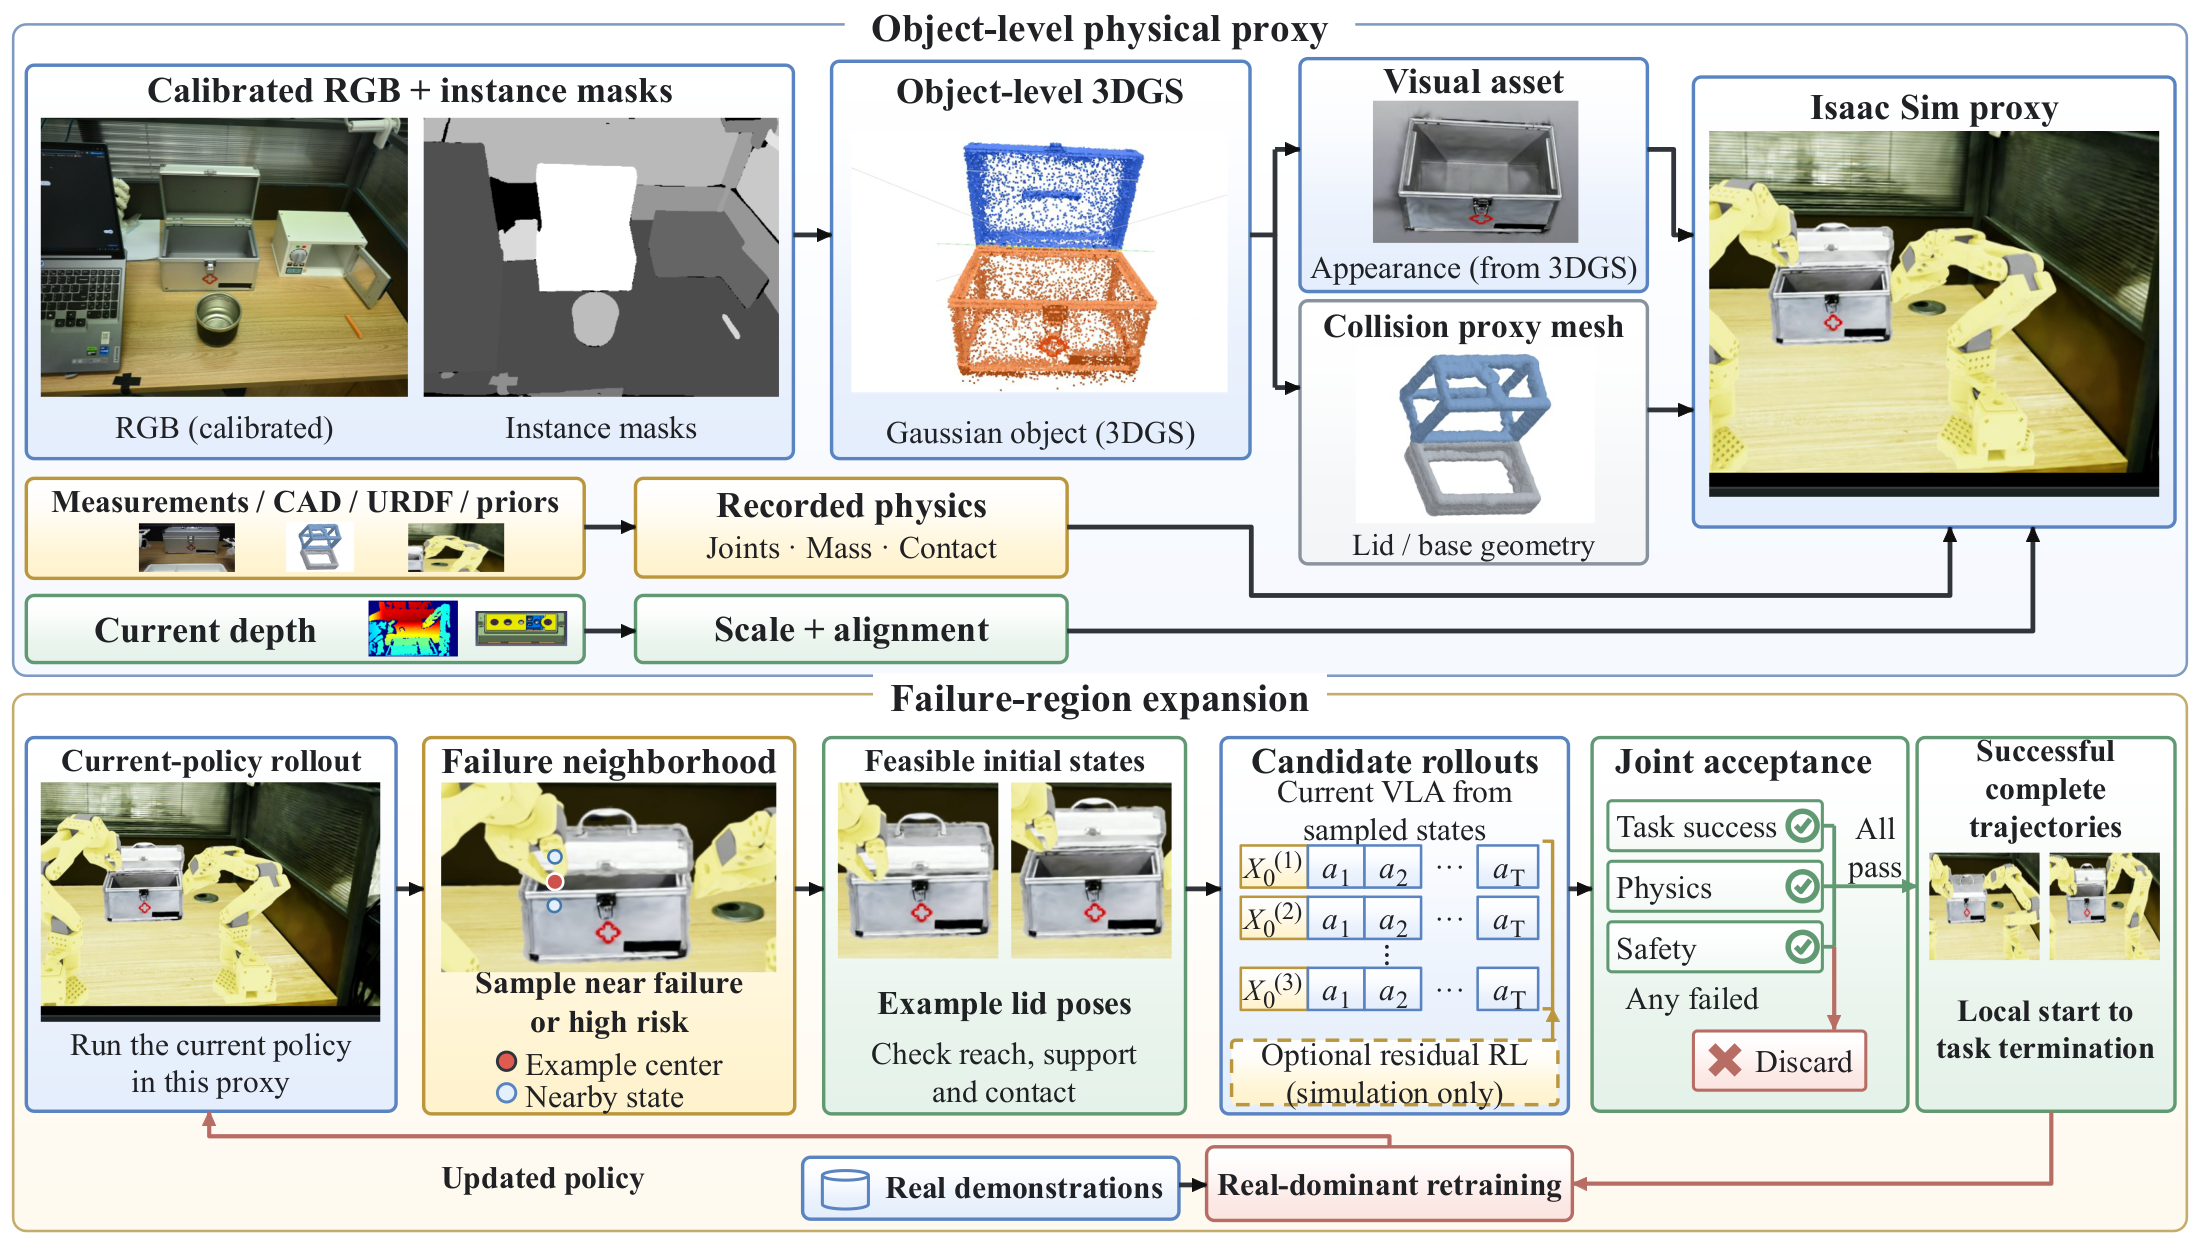 Object-level physical proxy
Calibrated RGB + instance masks
RGB (calibrated)
Instance masks
Object-level 3DGS
Gaussian object (3DGS)
Visual asset
Appearance (from 3DGS)
Collision proxy mesh
Lid / base geometry
Isaac Sim proxy
Measurements / CAD / URDF / priors
Recorded physics
Joints · Mass · Contact
Current depth
Scale + alignment
Failure-region expansion
Current-policy rollout
Run the current policy
in this proxy
Failure neighborhood
Sample near failure
or high risk
Example center
Nearby state
Feasible initial states
Example lid poses
Check reach, support
and contact
Candidate rollouts
Current VLA from
sampled states
X₀⁽¹⁾ a₁ a₂ ··· a_T
X₀⁽²⁾ a₁ a₂ ··· a_T
⋮
X₀⁽³⁾ a₁ a₂ ··· a_T
Optional residual RL
(simulation only)
Joint acceptance
Task success
Physics
Safety
All
pass
Any failed
Discard
Successful
complete
trajectories
Local start to
task termination
Updated policy
Real demonstrations
Real-dominant retraining